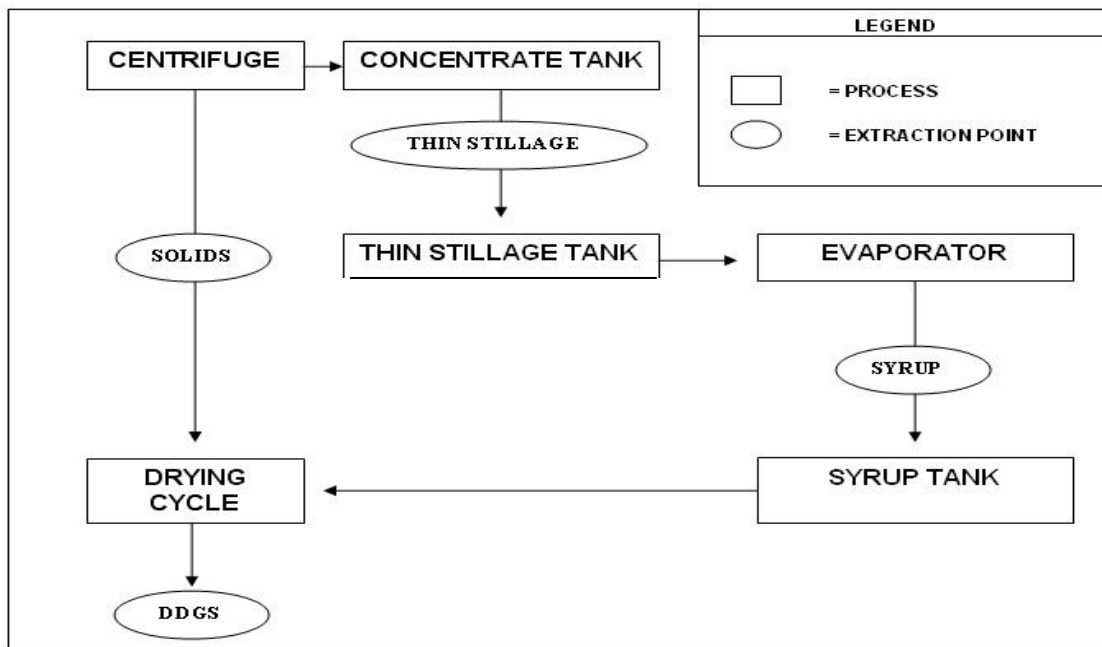 LEGEND
CENTRIFUGE
CONCENTRATE TANK
= PROCESS
= EXTRACTION POINT
THIN STILLAGE
SOLIDS
THIN STILLAGE TANK
EVAPORATOR
SYRUP
DRYING
CYCLE
SYRUP TANK
DDGS